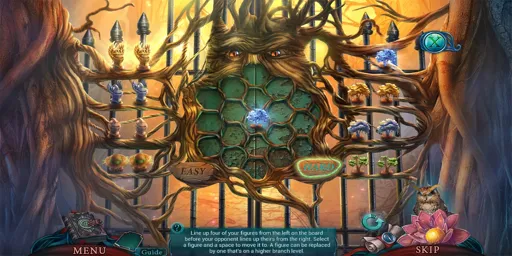 EASY
MENU
Guide
?
Line up four of your figures from the left on the board
before your opponent lines up theirs from the right. Select
a figure and a space to move it to. A figure can be replaced
by one that's on a higher branch level.
SKIP